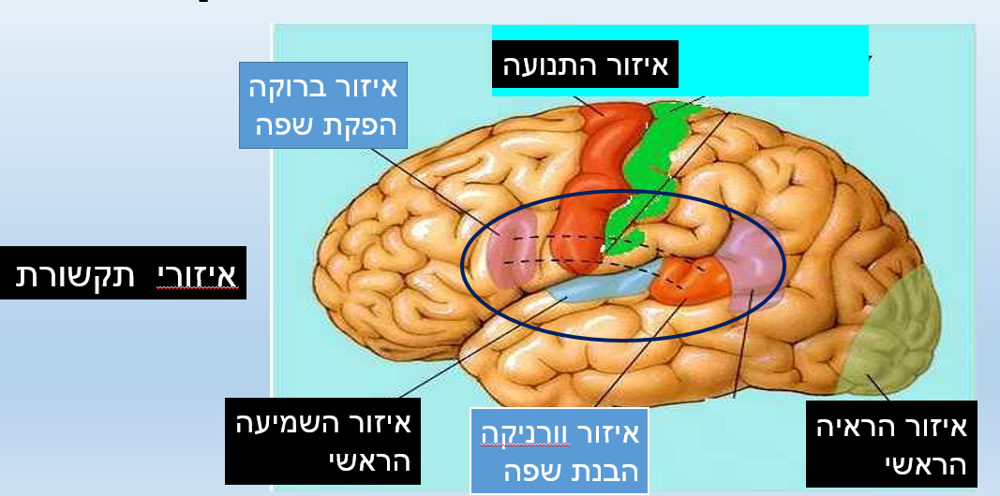 איזור התנועה
איזור ברוקה
הפקת שפה
איזורי תקשורת
איזור השמיעה
הראשי
איזור וורניקה
הבנת שפה
איזור הראיה
הראשי